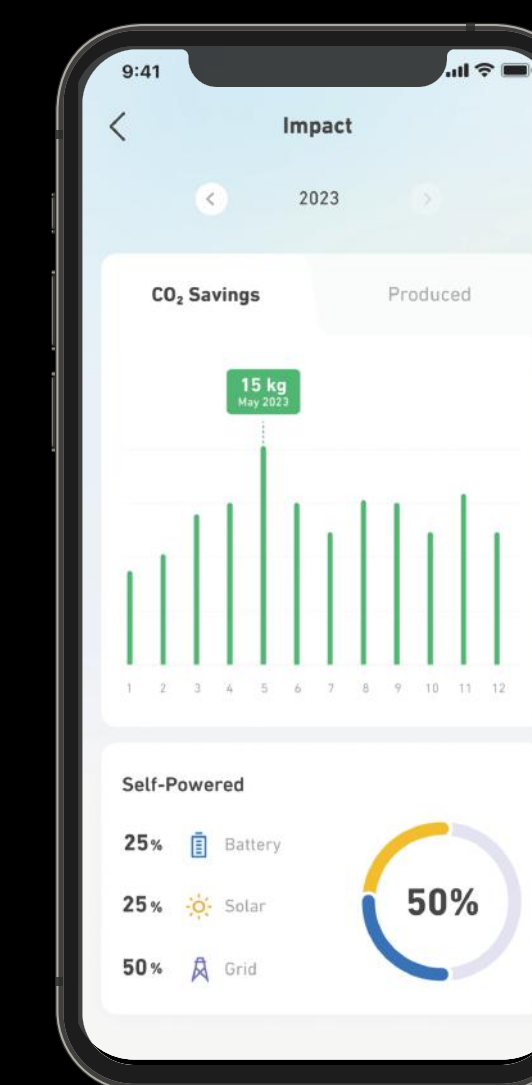 9:41
Impact
2023
CO₂ Savings Produced
15 kg
May 2023
1 2 3 4 5 6 7 8 9 10 11 12
Self-Powered
25% Battery
25% Solar
50% Grid
50%